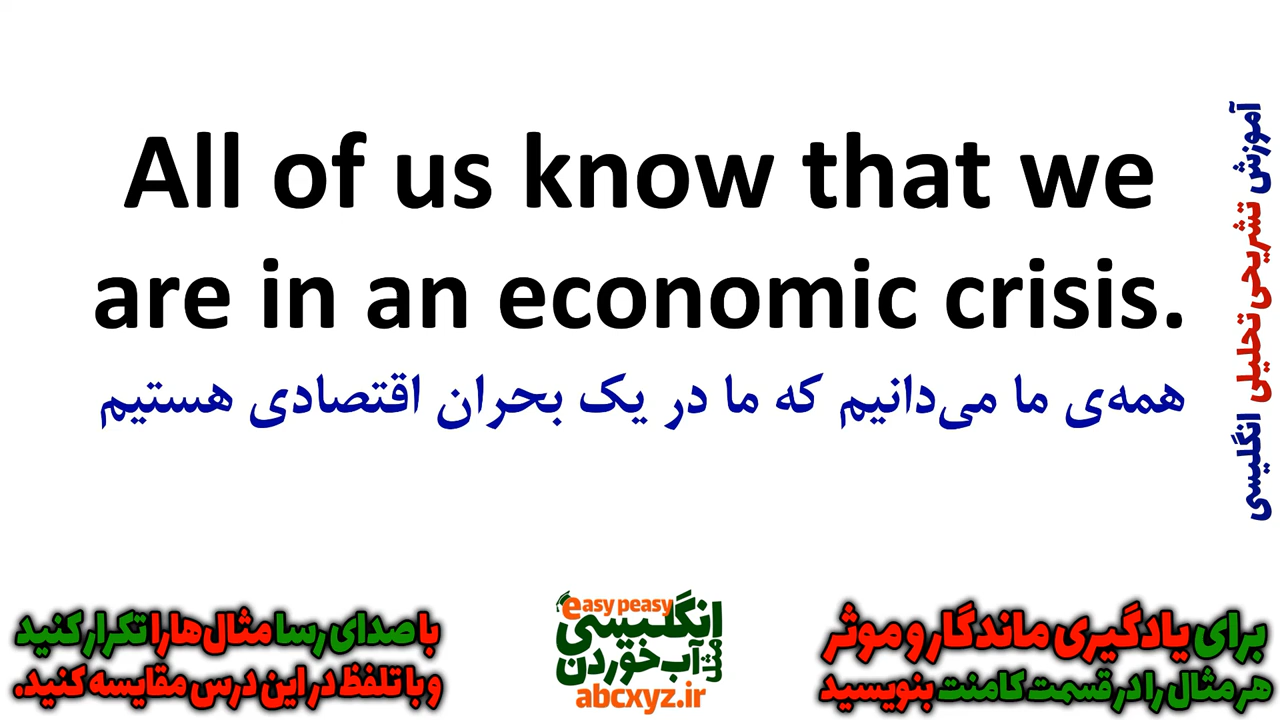 All of us know that we
are in an economic crisis.
همه‌ی ما می‌دانیم که ما در یک بحران اقتصادی هستیم
آموزش تشریحی تحلیلی انگلیسی
با صدای رسا مثال‌ها را تکرار کنید
و با تلفظ در این درس مقایسه کنید.
easy peasy
انگلیسی
مثل
آب خوردن
abcxyz.ir
برای یادگیری ماندگار و موثر
هر مثال را در قسمت کامنت بنویسید